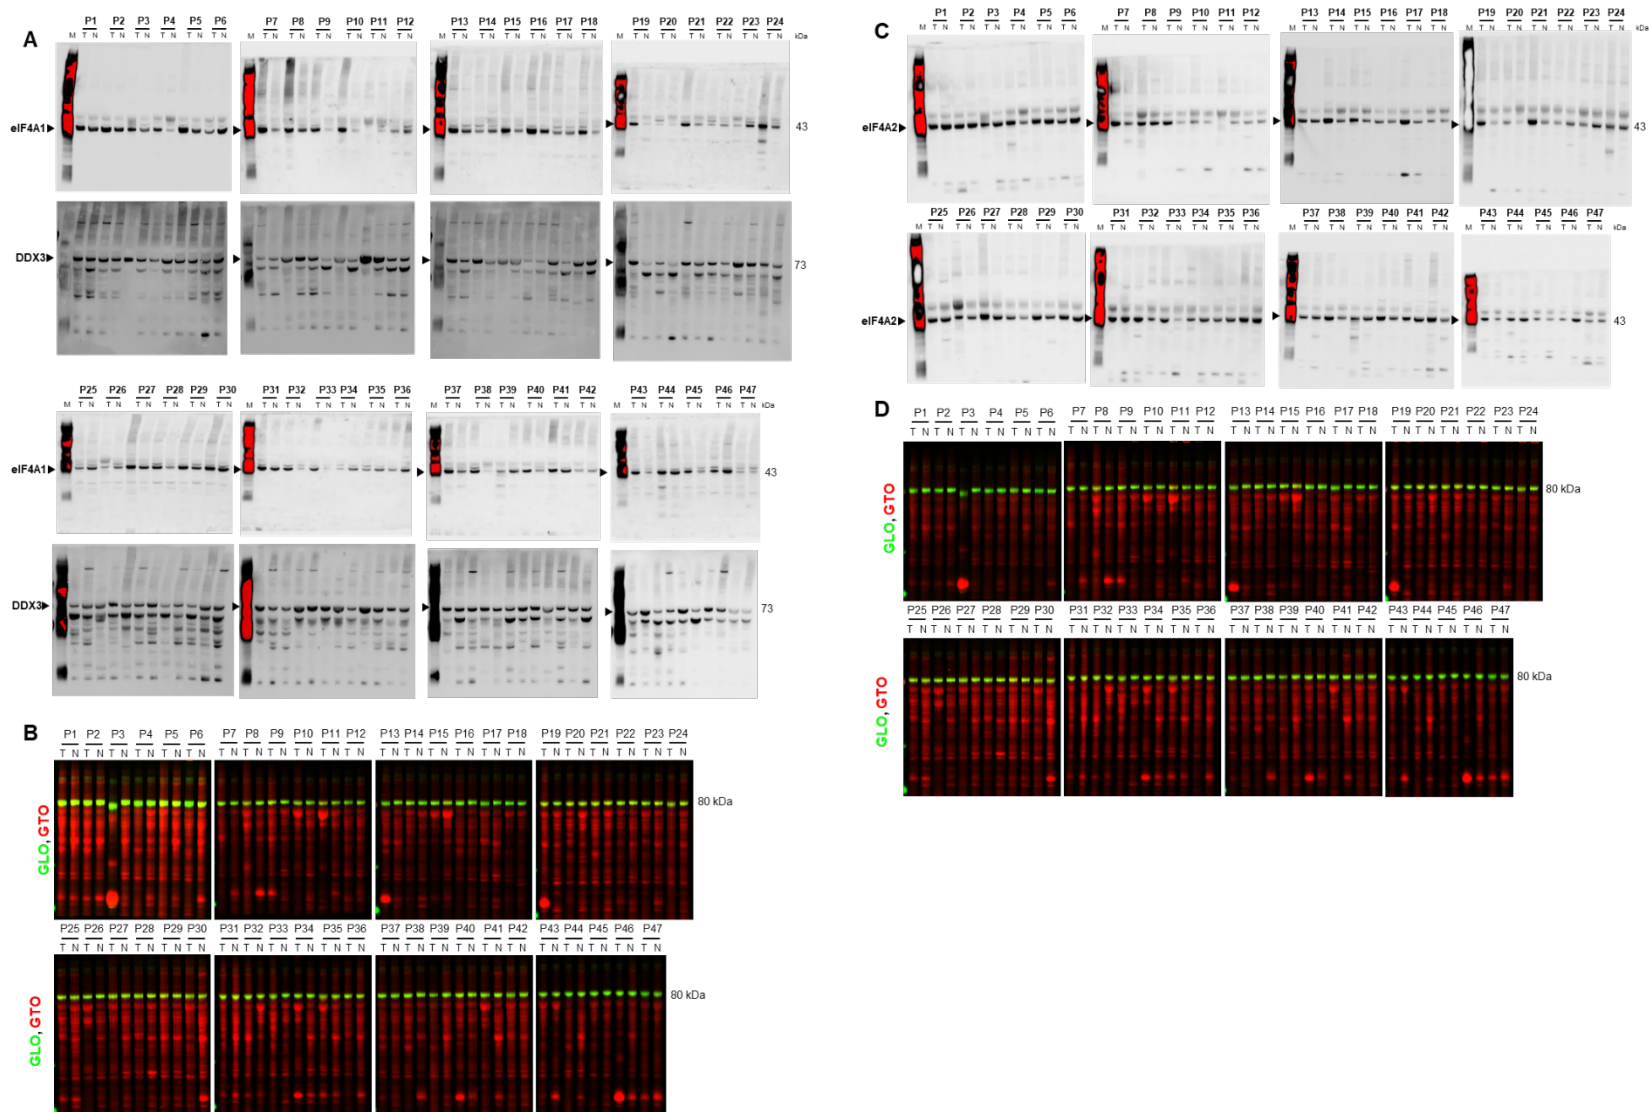 A
P1 P2 P3 P4 P5 P6 P7 P8 P9 P10 P11 P12 P13 P14 P15 P16 P17 P18 P19 P20 P21 P22 P23 P24
M T N T N T N T N T N T N M T N T N T N T N T N T N M T N T N T N T N T N T N M T N T N T N T N T N T N kDa
eIF4A1 43
DDX3 73
P25 P26 P27 P28 P29 P30 P31 P32 P33 P34 P35 P36 P37 P38 P39 P40 P41 P42 P43 P44 P45 P46 P47
M T N T N T N T N T N T N M T N T N T N T N T N T N M T N T N T N T N T N T N M T N T N T N T N T N kDa
eIF4A1 43
DDX3 73
B
P1 P2 P3 P4 P5 P6 P7 P8 P9 P10 P11 P12 P13 P14 P15 P16 P17 P18 P19 P20 P21 P22 P23 P24
T N T N T N T N T N T N T N T N T N T N T N T N T N T N T N T N T N T N T N T N T N T N T N T N
GLO, GTO 80 kDa
P25 P26 P27 P28 P29 P30 P31 P32 P33 P34 P35 P36 P37 P38 P39 P40 P41 P42 P43 P44 P45 P46 P47
T N T N T N T N T N T N T N T N T N T N T N T N T N T N T N T N T N T N T N T N T N T N T N
GLO, GTO 80 kDa
C
P1 P2 P3 P4 P5 P6 P7 P8 P9 P10 P11 P12 P13 P14 P15 P16 P17 P18 P19 P20 P21 P22 P23 P24
M T N T N T N T N T N T N M T N T N T N T N T N T N M T N T N T N T N T N T N M T N T N T N T N T N T N kDa
eIF4A2 43
P25 P26 P27 P28 P29 P30 P31 P32 P33 P34 P35 P36 P37 P38 P39 P40 P41 P42 P43 P44 P45 P46 P47
M T N T N T N T N T N T N M T N T N T N T N T N T N M T N T N T N T N T N T N M T N T N T N T N T N kDa
eIF4A2 43
D
P1 P2 P3 P4 P5 P6 P7 P8 P9 P10 P11 P12 P13 P14 P15 P16 P17 P18 P19 P20 P21 P22 P23 P24
T N T N T N T N T N T N T N T N T N T N T N T N T N T N T N T N T N T N T N T N T N T N T N T N
GLO, GTO 80 kDa
P25 P26 P27 P28 P29 P30 P31 P32 P33 P34 P35 P36 P37 P38 P39 P40 P41 P42 P43 P44 P45 P46 P47
T N T N T N T N T N T N T N T N T N T N T N T N T N T N T N T N T N T N T N T N T N T N T N
GLO, GTO 80 kDa